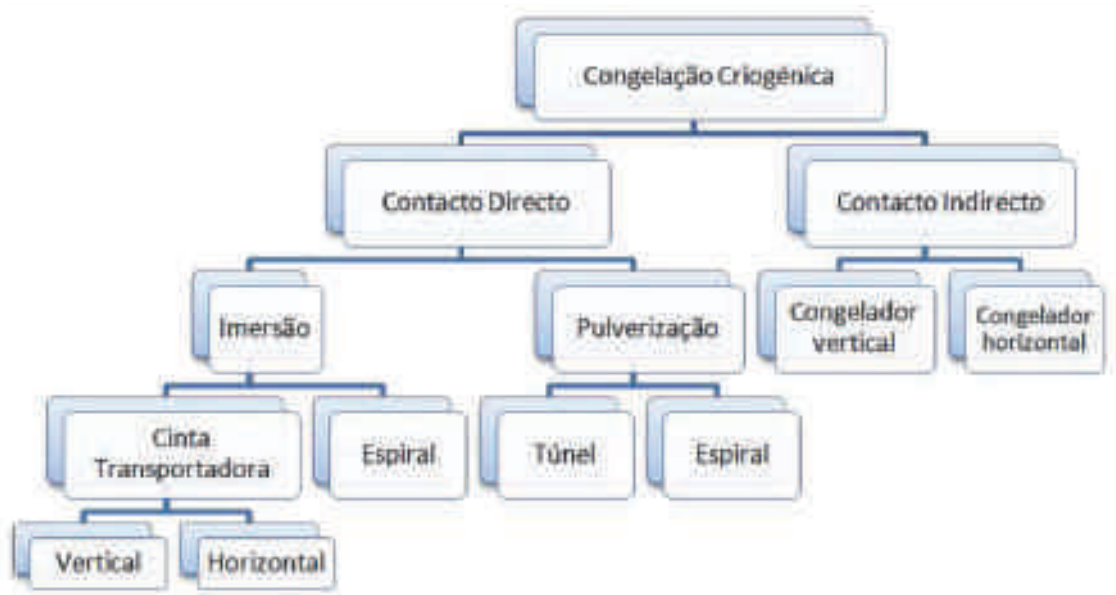 Congelação Criogénica
Contacto Directo
Contacto Indirecto
Imersão
Pulverização
Congelador
vertical
Congelador
horizontal
Cinta
Transportadora
Espiral
Túnel
Espiral
Vertical
Horizontal